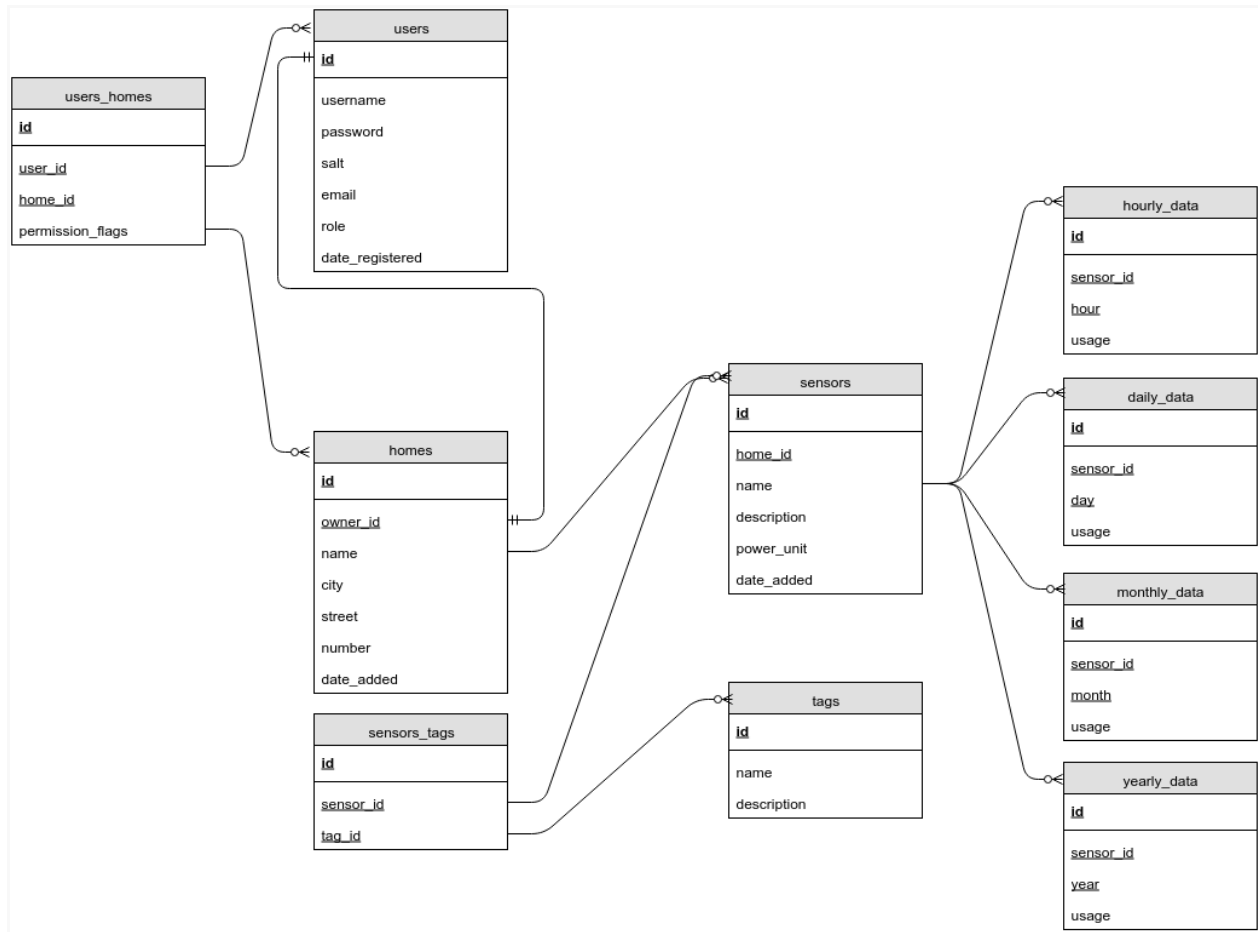 users
id
username
password
salt
email
role
date_registered
users_homes
id
user_id
home_id
permission_flags
homes
id
owner_id
name
city
street
number
date_added
sensors_tags
id
sensor_id
tag_id
sensors
id
home_id
name
description
power_unit
date_added
tags
id
name
description
hourly_data
id
sensor_id
hour
usage
daily_data
id
sensor_id
day
usage
monthly_data
id
sensor_id
month
usage
yearly_data
id
sensor_id
year
usage